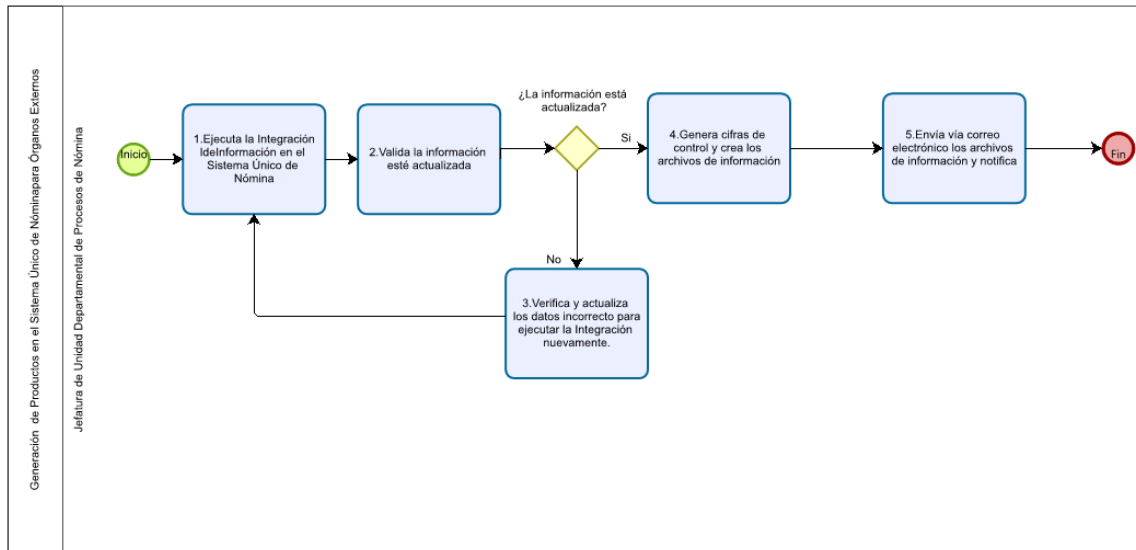 Generación  de Productos en el Sistema Único de Nóminapara Órganos Externos
Jefatura de Unidad Departamental de Procesos de Nómina
Inicio
1.Ejecuta la Integración
ldeInformación en el
Sistema Único de
Nómina
2.Valida la información
esté actualizada
¿La información está
actualizada?
Si
No
3.Verifica y actualiza
los datos incorrecto para
ejecutar la Integración
nuevamente.
4.Genera cifras de
control y crea los
archivos de información
5.Envía vía correo
electrónico los archivos
de información y notifica
Fin